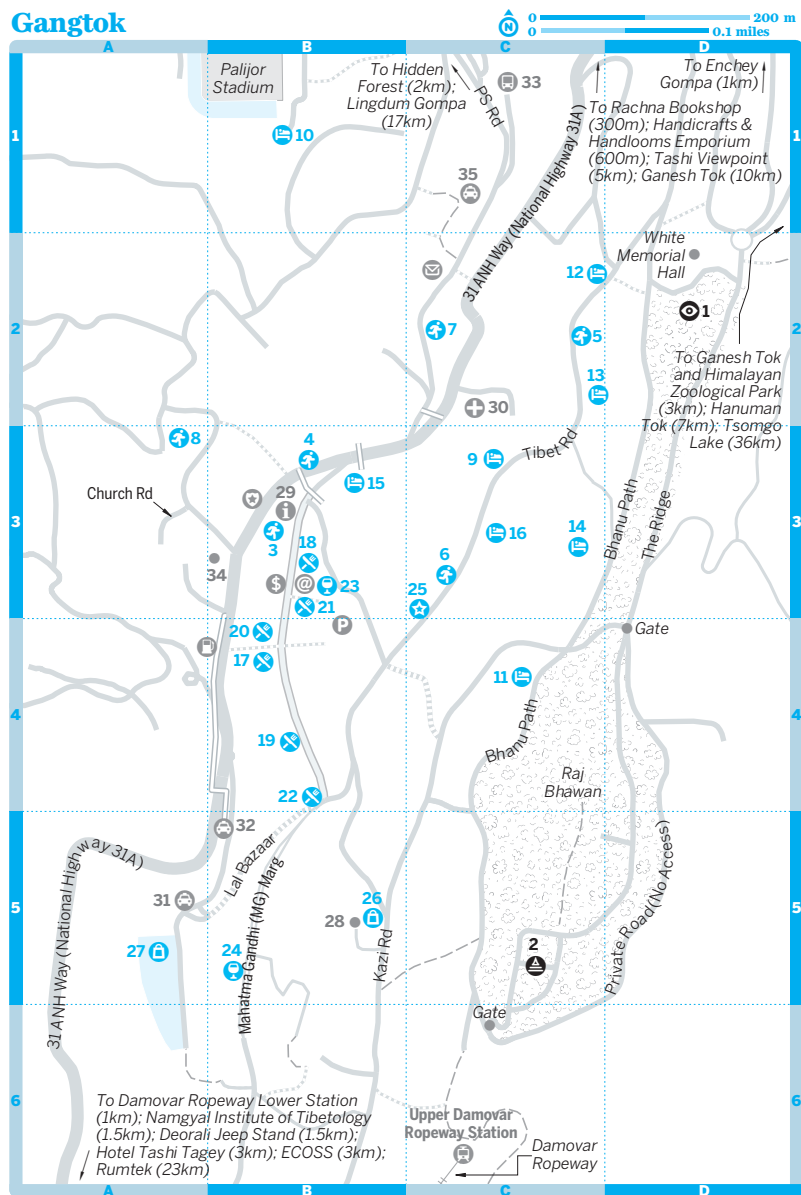 Gangtok
N
0 200 m
0 0.1 miles
A
B
C
D
Palijor
Stadium
To Hidden
Forest (2km);
Lingdum Gompa
(17km)
PS Rd
33
To Enchey
Gompa (1km)
To Rachna Bookshop
(300m); Handicrafts &
Handlooms Emporium
(600m); Tashi Viewpoint
(5km); Ganesh Tok (10km)
1
1
10
35
31 ANH Way (National Highway 31A)
White
Memorial
Hall
12
1
2
2
7
5
To Ganesh Tok
and Himalayan
Zoological Park
(3km); Hanuman
Tok (7km); Tsomgo
Lake (36km)
13
30
8
4
9
Tibet Rd
15
Church Rd
29
i
3
3
3
18
16
14
Bhanu Path
The Ridge
34
$
@
23
6
21
25
P
20
Gate
17
11
4
4
Bhanu Path
19
Raj
Bhawan
22
32
31 ANH Way (National Highway 31A)
Lal Bazaar
Mahatma Gandhi (MG) Marg
31
5
5
26
28
Kazi Rd
27
24
2
Private Road (No Access)
Gate
6
6
To Damovar Ropeway Lower Station
(1km); Namgyal Institute of Tibetology
(1.5km); Deorali Jeep Stand (1.5km);
Hotel Tashi Tagey (3km); ECOSS (3km);
Rumtek (23km)
Upper Damovar
Ropeway Station
Damovar
Ropeway
A
B
C
D